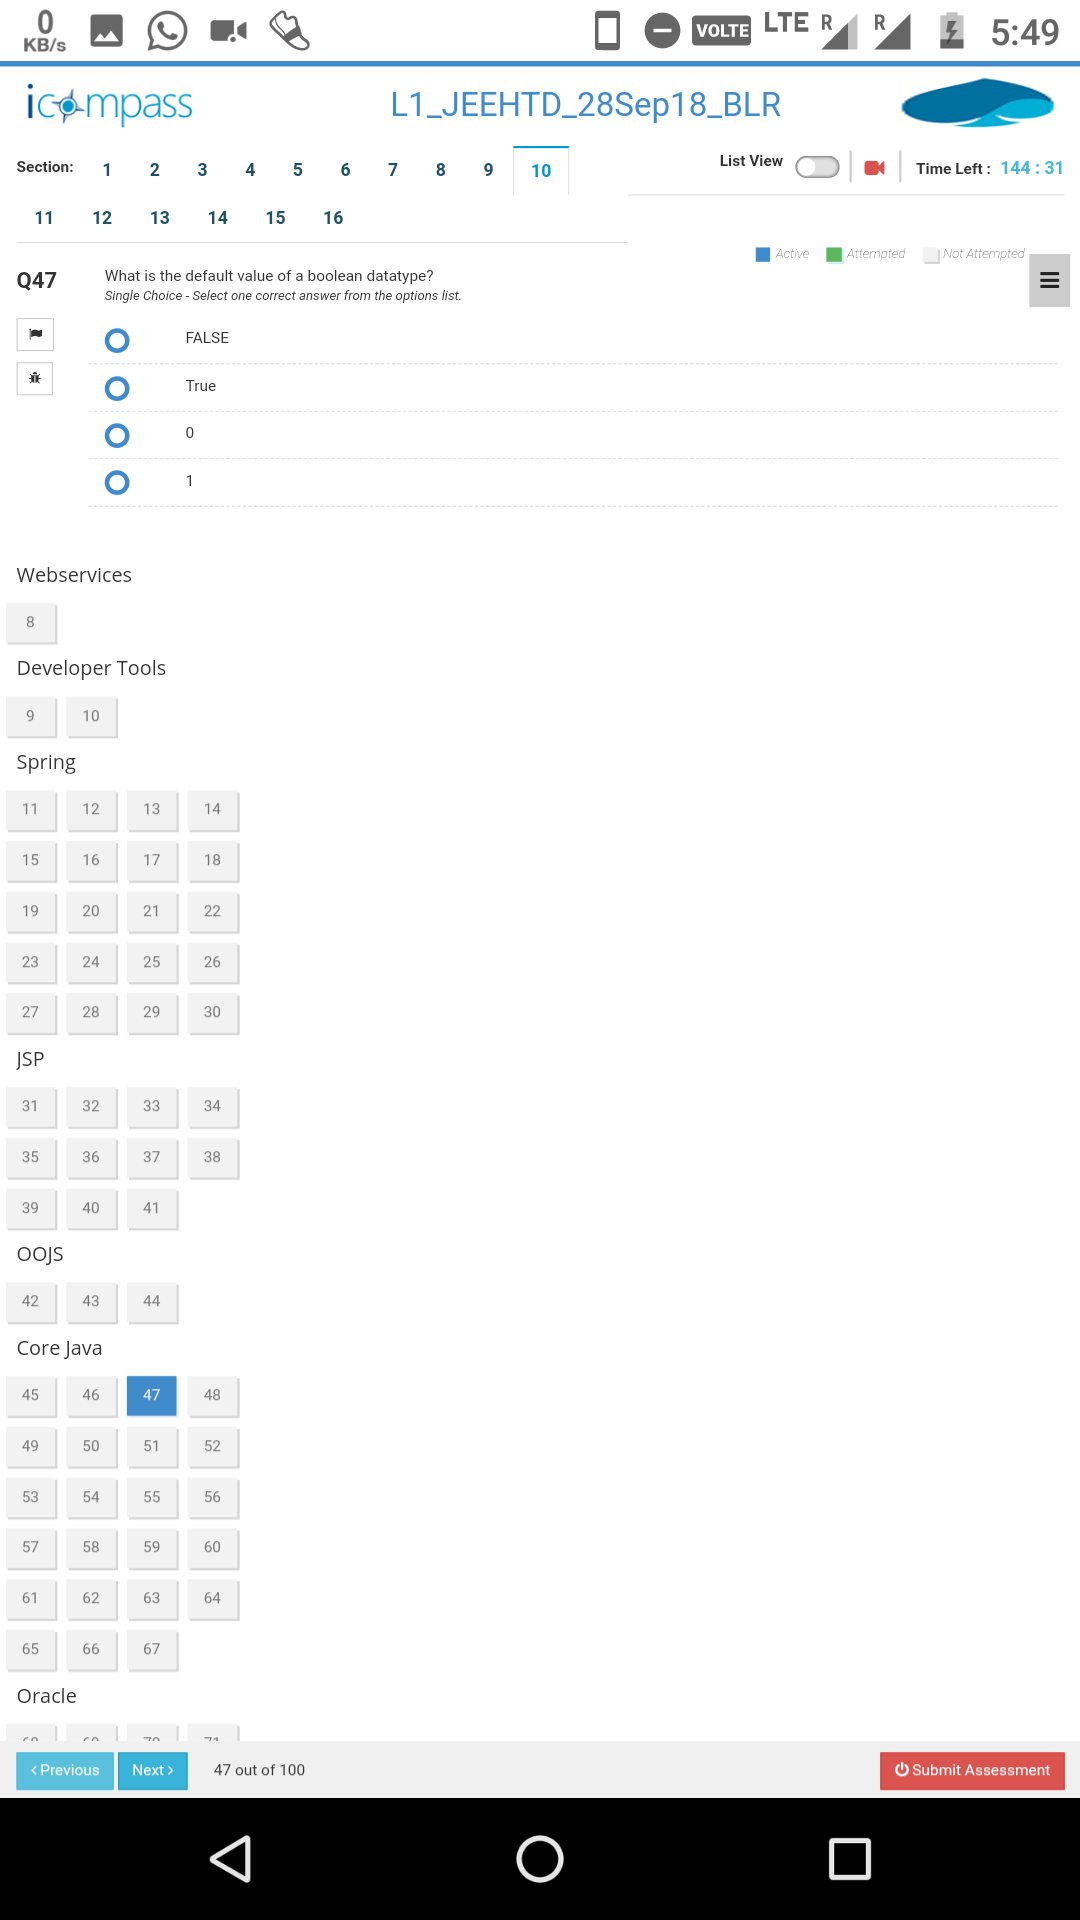 0
KB/s
VOLTE
LTE
R
R
5:49
icompass
L1_JEEHTD_28Sep18_BLR
Section:
1 2 3 4 5 6 7 8 9 10
List View
Time Left : 144 : 31
11 12 13 14 15 16
Active Attempted Not Attempted
Q47
What is the default value of a boolean datatype?
Single Choice - Select one correct answer from the options list.
FALSE
True
0
1
Webservices
8
Developer Tools
9 10
Spring
11 12 13 14
15 16 17 18
19 20 21 22
23 24 25 26
27 28 29 30
JSP
31 32 33 34
35 36 37 38
39 40 41
OOJS
42 43 44
Core Java
45 46 47 48
49 50 51 52
53 54 55 56
57 58 59 60
61 62 63 64
65 66 67
Oracle
68 69 70 71
Previous Next 47 out of 100 Submit Assessment